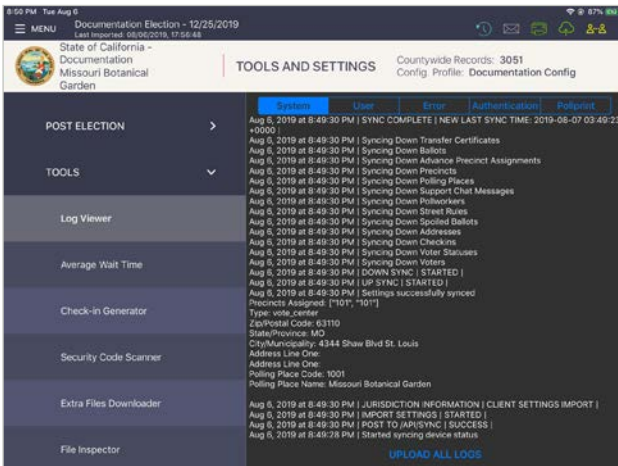 8:50 PM Tue Aug 6
87%
MENU
Documentation Election - 12/25/2019
Last Imported: 08/06/2019, 17:56:48
State of California -
Documentation
Missouri Botanical
Garden
TOOLS AND SETTINGS
Countywide Records: 3051
Config. Profile: Documentation Config
POST ELECTION
TOOLS
Log Viewer
Average Wait Time
Check-in Generator
Security Code Scanner
Extra Files Downloader
File Inspector
System User Error Authentication Pollprint
Aug 6, 2019 at 8:49:30 PM | SYNC COMPLETE | NEW LAST SYNC TIME: 2019-08-07 03:49:23
+0000 |
Aug 6, 2019 at 8:49:30 PM | Syncing Down Transfer Certificates
Aug 6, 2019 at 8:49:30 PM | Syncing Down Ballots
Aug 6, 2019 at 8:49:30 PM | Syncing Down Advance Precinct Assignments
Aug 6, 2019 at 8:49:30 PM | Syncing Down Precincts
Aug 6, 2019 at 8:49:30 PM | Syncing Down Polling Places
Aug 6, 2019 at 8:49:30 PM | Syncing Down Support Chat Messages
Aug 6, 2019 at 8:49:30 PM | Syncing Down Pollworkers
Aug 6, 2019 at 8:49:30 PM | Syncing Down Street Rules
Aug 6, 2019 at 8:49:30 PM | Syncing Down Spoiled Ballots
Aug 6, 2019 at 8:49:30 PM | Syncing Down Addresses
Aug 6, 2019 at 8:49:30 PM | Syncing Down Checkins
Aug 6, 2019 at 8:49:30 PM | Syncing Down Voter Statuses
Aug 6, 2019 at 8:49:30 PM | Syncing Down Voters
Aug 6, 2019 at 8:49:30 PM | DOWN SYNC | STARTED |
Aug 6, 2019 at 8:49:30 PM | UP SYNC | STARTED |
Aug 6, 2019 at 8:49:30 PM | Settings successfully synced
Precincts Assigned: ["101", "101"]
Type: vote_center
Zip/Postal Code: 63110
State/Province: MO
City/Municipality: 4344 Shaw Blvd St. Louis
Address Line One:
Address Line One:
Polling Place Code: 1001
Polling Place Name: Missouri Botanical Garden
Aug 6, 2019 at 8:49:30 PM | JURISDICTION INFORMATION | CLIENT SETTINGS IMPORT |
Aug 6, 2019 at 8:49:30 PM | IMPORT SETTINGS | STARTED |
Aug 6, 2019 at 8:49:30 PM | POST TO /API/SYNC | SUCCESS |
Aug 6, 2019 at 8:49:28 PM | Started syncing device status
UPLOAD ALL LOGS